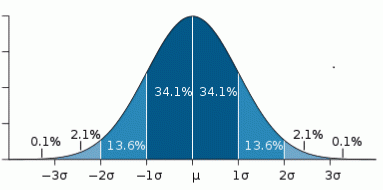 34.1% 34.1%
0.1% 2.1% 13.6% 13.6% 2.1% 0.1%
−3σ −2σ −1σ μ 1σ 2σ 3σ